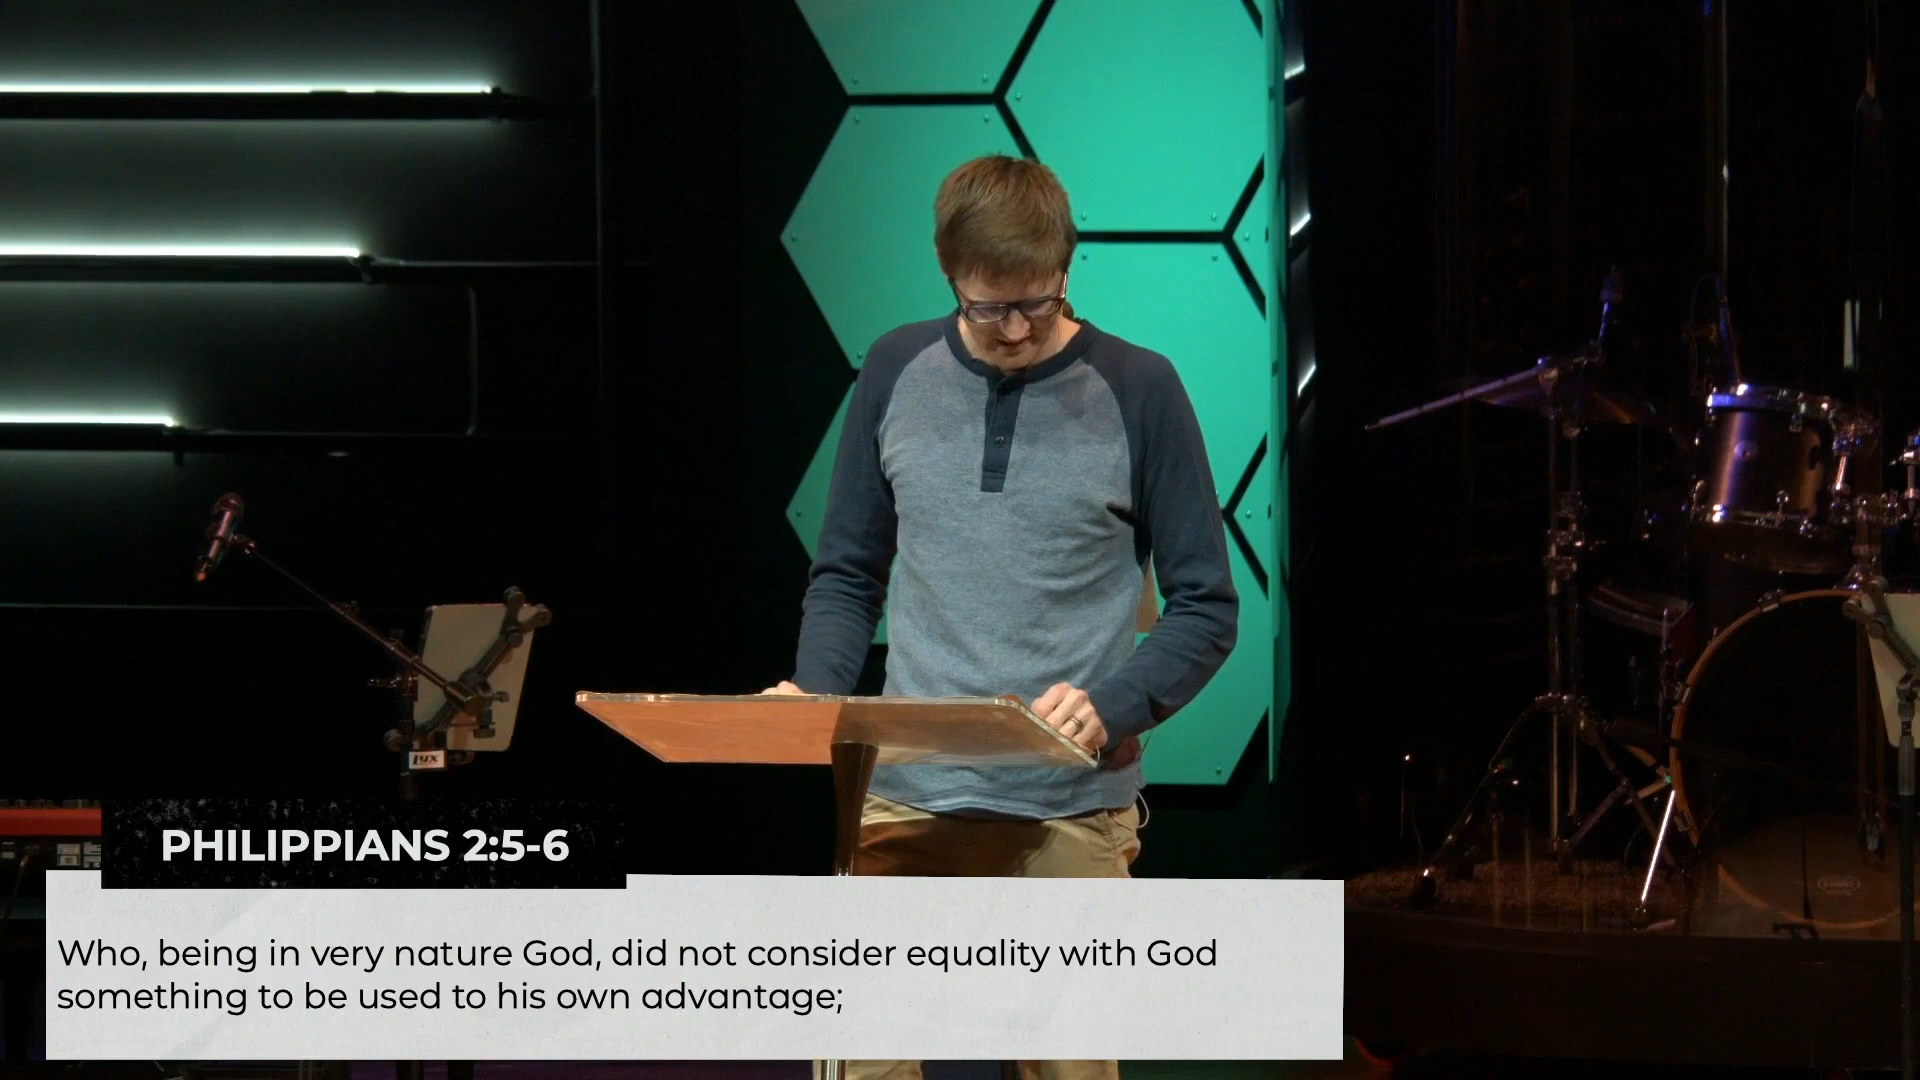 LYX
PHILIPPIANS 2:5-6
Who, being in very nature God, did not consider equality with God
something to be used to his own advantage;